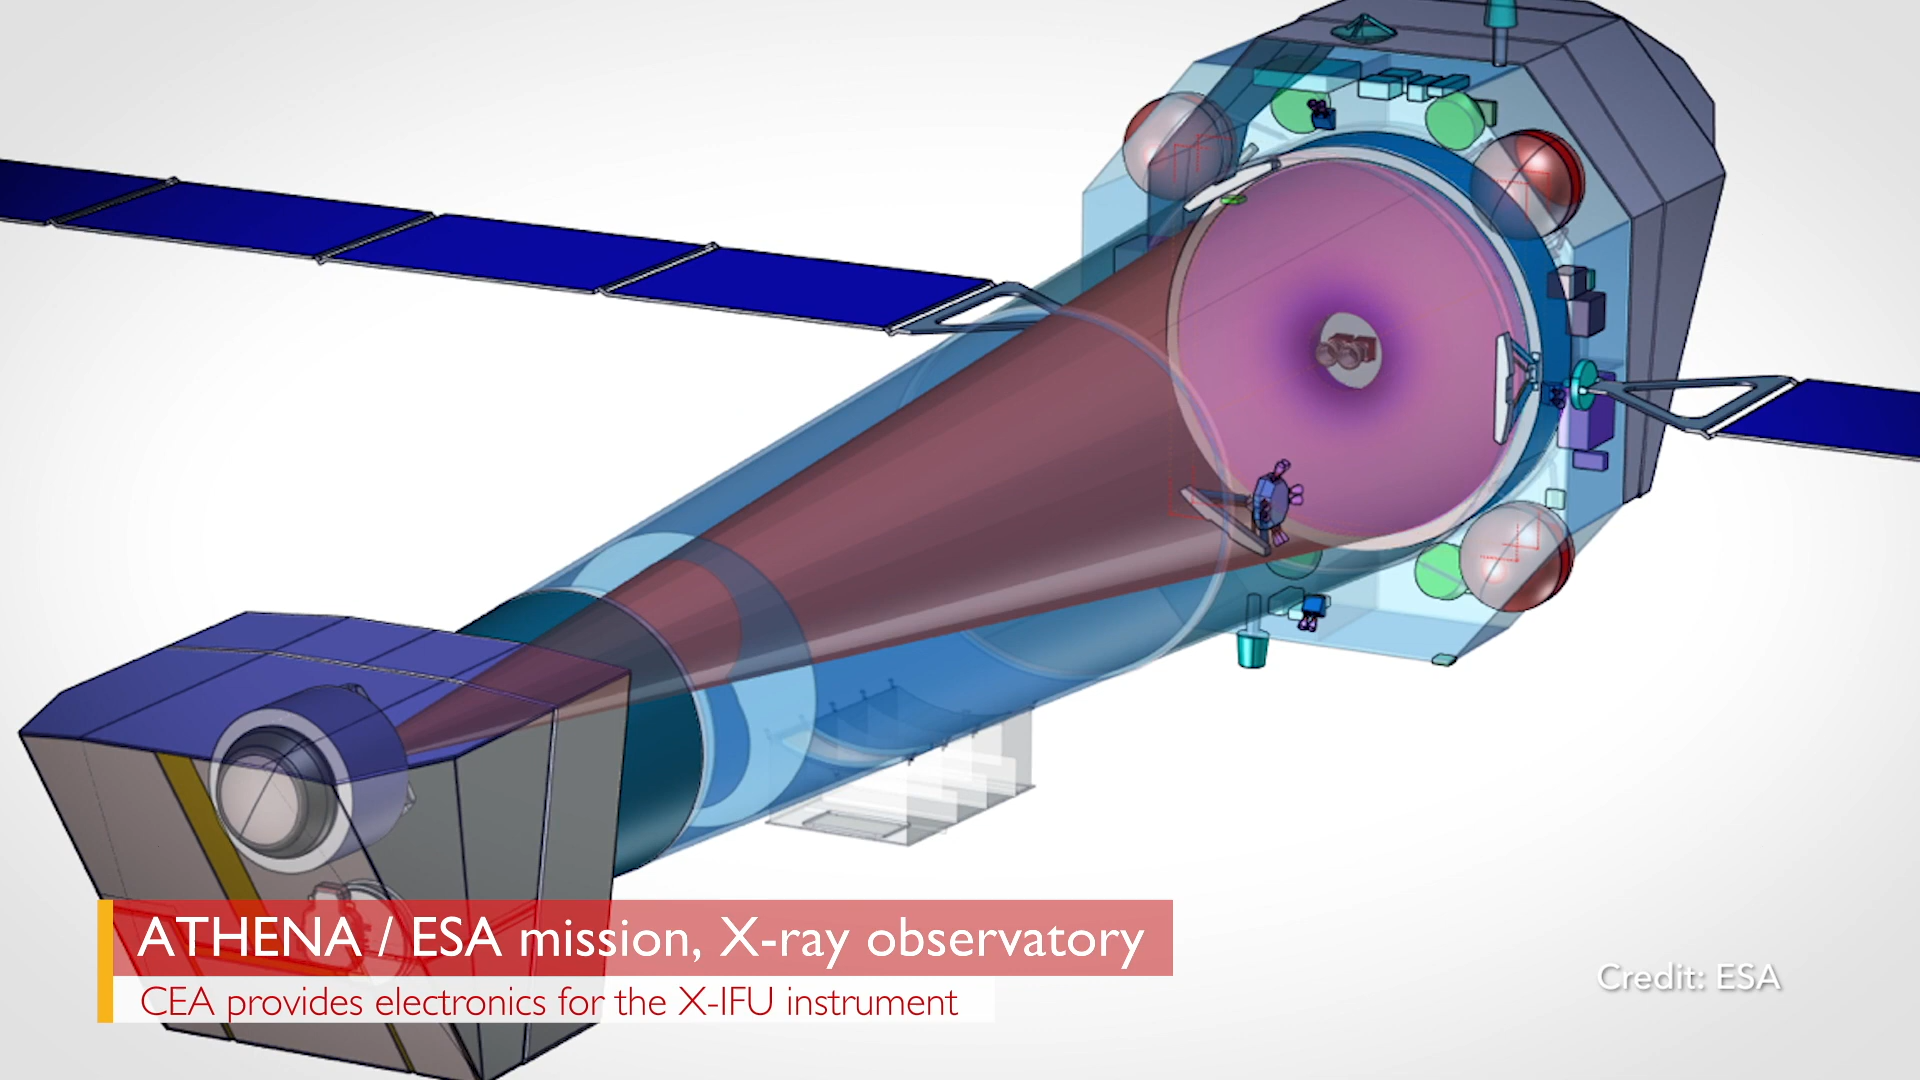 ATHENA / ESA mission, X-ray observatory
CEA provides electronics for the X-IFU instrument
Credit: ESA